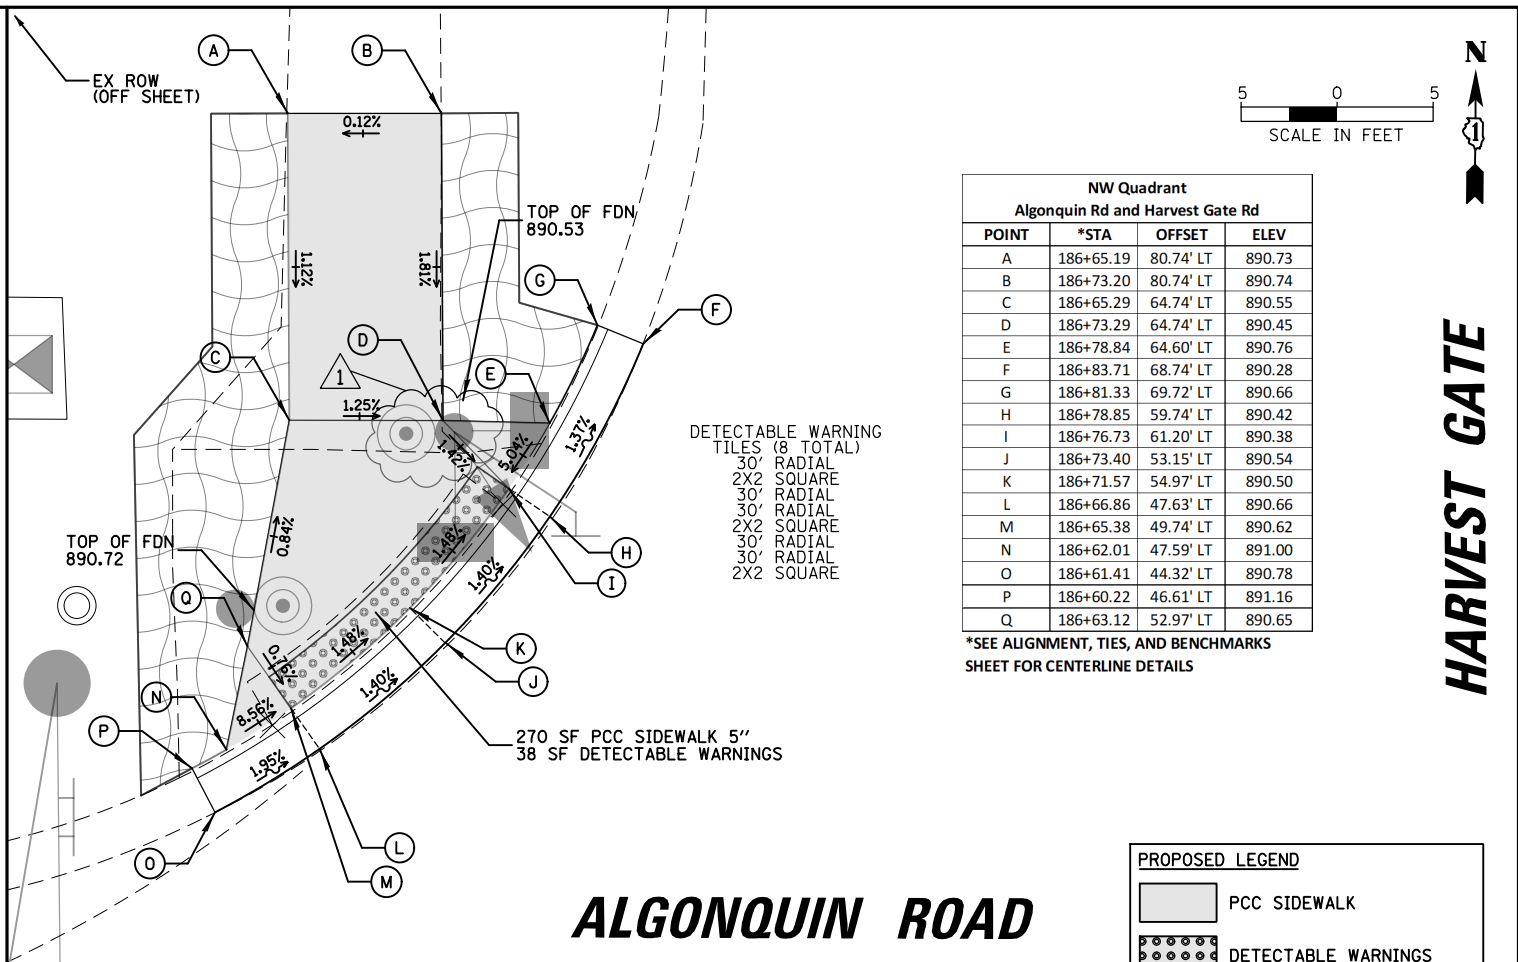 A
B
EX ROW
(OFF SHEET)
0.12%
TOP OF FDN
890.53
1.12%
1.81%
G
F
D
C
E
1
1.25%
1.42%
5.04%
1.37%
DETECTABLE WARNING
TILES (8 TOTAL)
30' RADIAL
2X2 SQUARE
30' RADIAL
30' RADIAL
2X2 SQUARE
30' RADIAL
30' RADIAL
2X2 SQUARE
0.84%
1.48%
TOP OF FDN
890.72
H
I
1.40%
Q
1.48%
K
J
0.76%
1.40%
N
8.56%
P
1.95%
270 SF PCC SIDEWALK 5"
38 SF DETECTABLE WARNINGS
L
O
M
ALGONQUIN ROAD
5 0 5
SCALE IN FEET
N
1
NW Quadrant
Algonquin Rd and Harvest Gate Rd
POINT *STA OFFSET ELEV
A 186+65.19 80.74' LT 890.73
B 186+73.20 80.74' LT 890.74
C 186+65.29 64.74' LT 890.55
D 186+73.29 64.74' LT 890.45
E 186+78.84 64.60' LT 890.76
F 186+83.71 68.74' LT 890.28
G 186+81.33 69.72' LT 890.66
H 186+78.85 59.74' LT 890.42
I 186+76.73 61.20' LT 890.38
J 186+73.40 53.15' LT 890.54
K 186+71.57 54.97' LT 890.50
L 186+66.86 47.63' LT 890.66
M 186+65.38 49.74' LT 890.62
N 186+62.01 47.59' LT 891.00
O 186+61.41 44.32' LT 890.78
P 186+60.22 46.61' LT 891.16
Q 186+63.12 52.97' LT 890.65
*SEE ALIGNMENT, TIES, AND BENCHMARKS
SHEET FOR CENTERLINE DETAILS
HARVEST GATE
PROPOSED LEGEND
PCC SIDEWALK
DETECTABLE WARNINGS